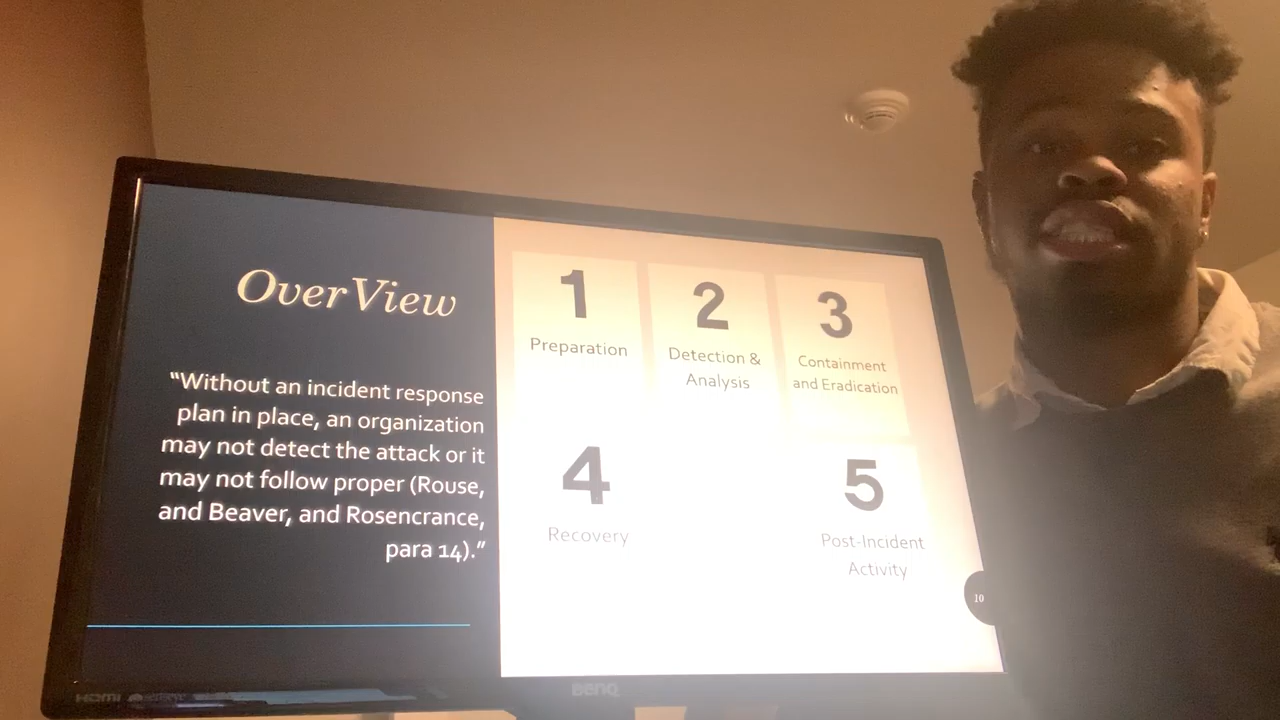 OverView
“Without an incident response
plan in place, an organization
may not detect the attack or it
may not follow proper (Rouse,
and Beaver, and Rosencrance,
para 14).”
1
Preparation
2
Detection &
Analysis
3
Containment
and Eradication
4
Recovery
5
Post-Incident
Activity
10
HDMI
BenQ